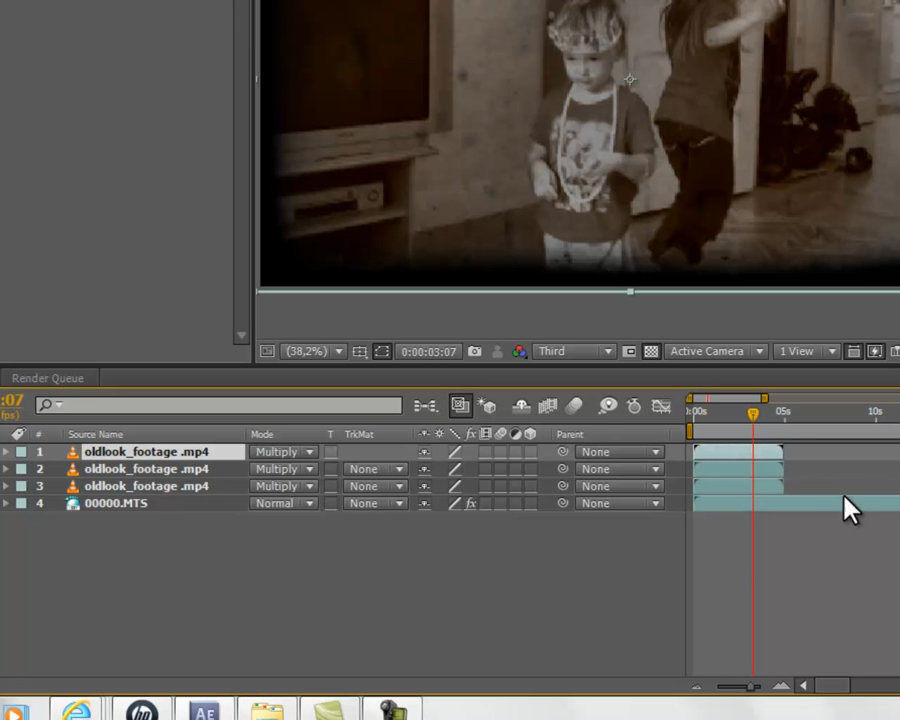 (38,2%) 0:00:03:07 Third Active Camera 1 View
Render Queue
:07
fps)
:00s 05s 10s
# Source Name Mode T TrkMat Parent
1 oldlook_footage .mp4 Multiply None
2 oldlook_footage .mp4 Multiply None None
3 oldlook_footage .mp4 Multiply None None
4 00000.MTS Normal fx None None
hp AE